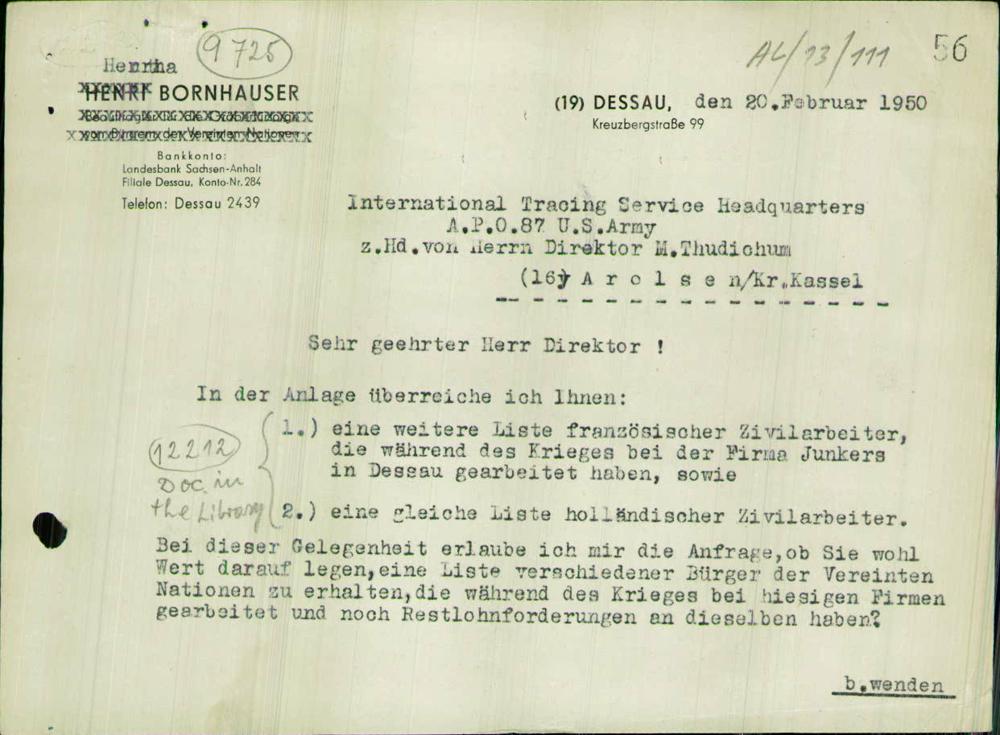 9725
AL/13/111
56
Hertha
HENRI BORNHAUSER
von Bürgern der Vereinten Nationen
Bankkonto:
Landesbank Sachsen-Anhalt
Filiale Dessau, Konto-Nr. 284
Telefon: Dessau 2439
(19) DESSAU, den 20.Februar 1950
Kreuzbergstraße 99
International Tracing Service Headquarters
A.P.O.87 U.S.Army
z.Hd.von Herrn Direktor M.Thudichum
(16) A r o l s e n/Kr.Kassel
Sehr geehrter Herr Direktor !
In der Anlage überreiche ich Ihnen:
1.) eine weitere Liste französischer Zivilarbeiter,
die während des Krieges bei der Firma Junkers
in Dessau gearbeitet haben, sowie
12212
Doc. in
the Library
2.) eine gleiche Liste holländischer Zivilarbeiter.
Bei dieser Gelegenheit erlaube ich mir die Anfrage,ob Sie wohl
Wert darauf legen,eine Liste verschiedener Bürger der Vereinten
Nationen zu erhalten,die während des Krieges bei hiesigen Firmen
gearbeitet und noch Restlohnforderungen an dieselben haben?
b.wenden